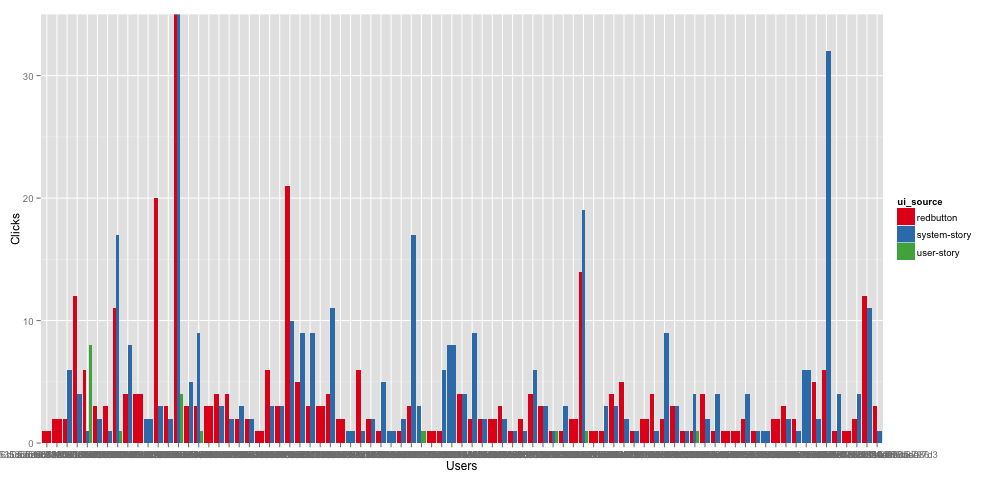 30
20
10
0
Clicks
Users
ui_source
redbutton
system-story
user-story